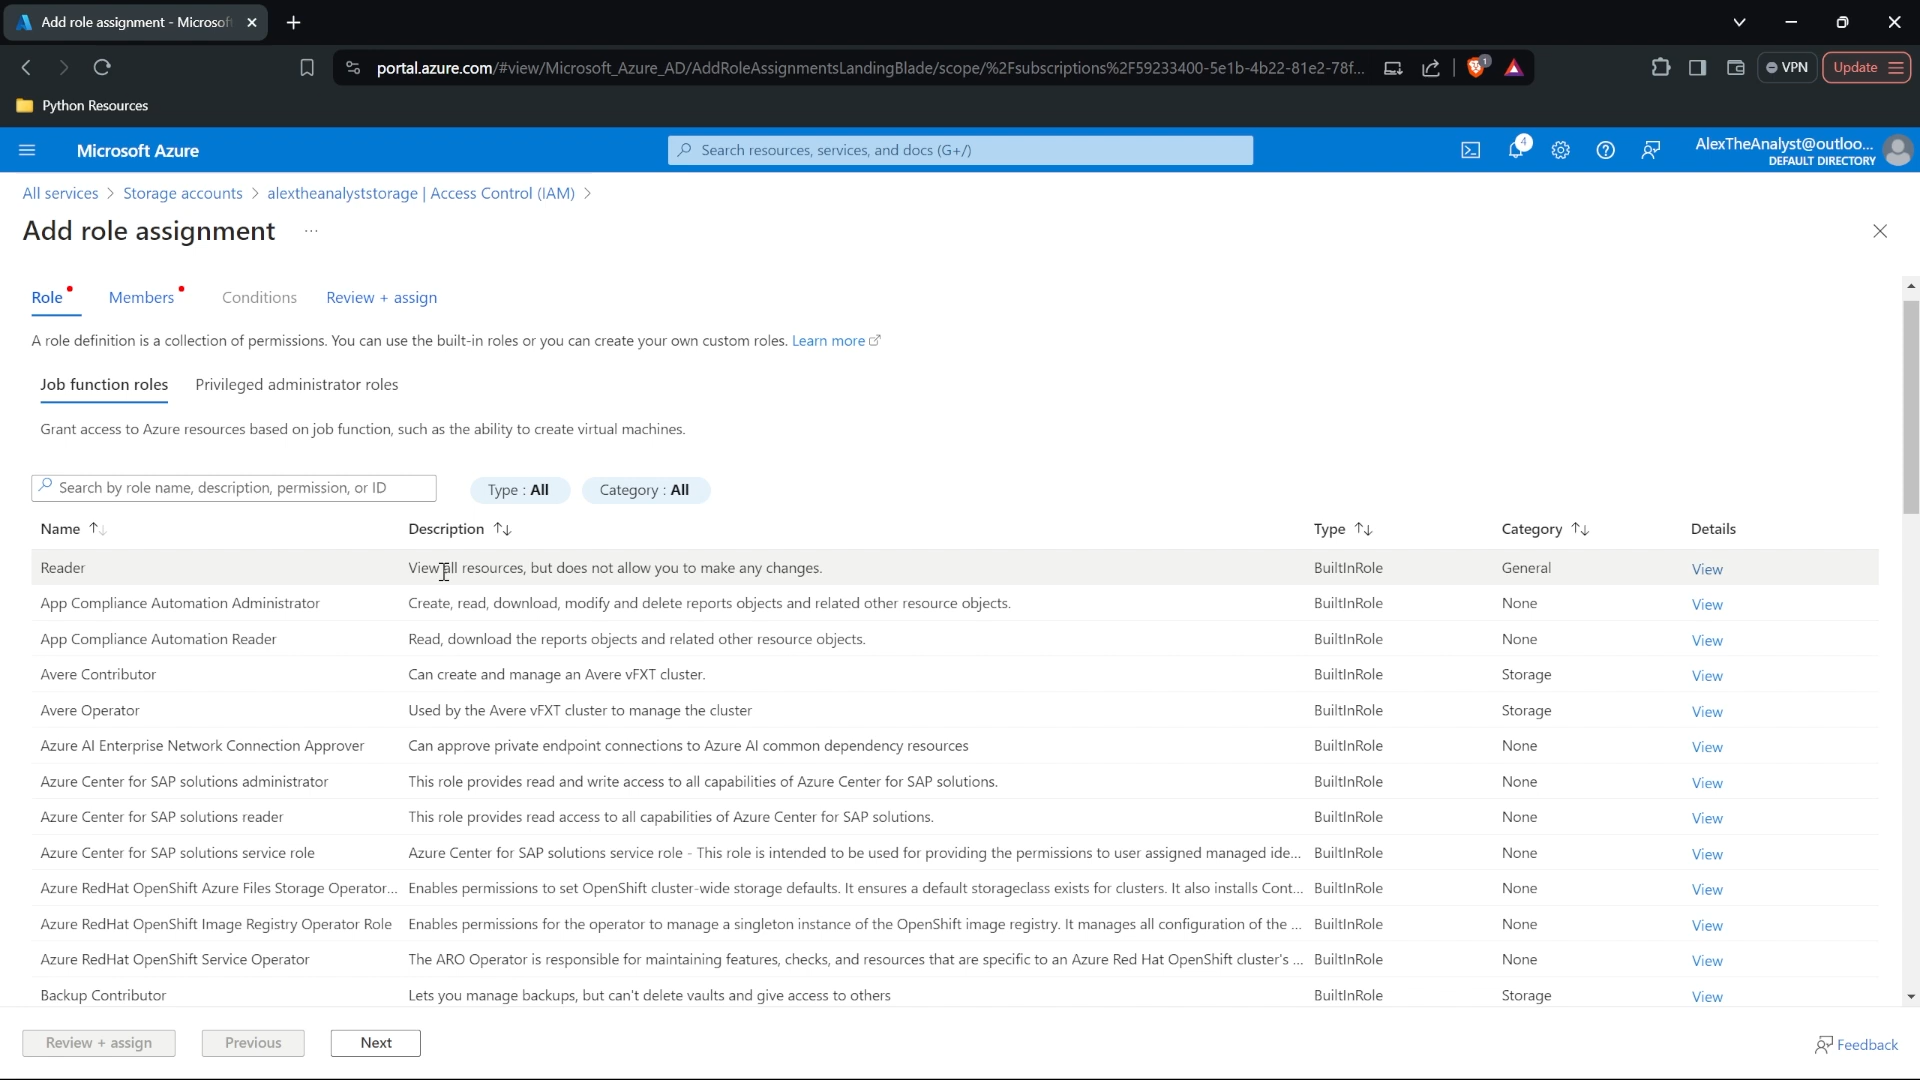 Add role assignment - Microsof
portal.azure.com/#view/Microsoft_Azure_AD/AddRoleAssignmentsLandingBlade/scope/%2Fsubscriptions%2F59233400-5e1b-4b22-81e2-78f...
1
VPN
Update
Python Resources
Microsoft Azure
Search resources, services, and docs (G+/)
4
AlexTheAnalyst@outloo...
DEFAULT DIRECTORY
All services > Storage accounts > alextheanalyststorage | Access Control (IAM) >
Add role assignment ...
Role Members Conditions Review + assign
A role definition is a collection of permissions. You can use the built-in roles or you can create your own custom roles. Learn more
Job function roles Privileged administrator roles
Grant access to Azure resources based on job function, such as the ability to create virtual machines.
Search by role name, description, permission, or ID Type : All Category : All
Name Description Type Category Details
Reader View all resources, but does not allow you to make any changes. BuiltInRole General View
App Compliance Automation Administrator Create, read, download, modify and delete reports objects and related other resource objects. BuiltInRole None View
App Compliance Automation Reader Read, download the reports objects and related other resource objects. BuiltInRole None View
Avere Contributor Can create and manage an Avere vFXT cluster. BuiltInRole Storage View
Avere Operator Used by the Avere vFXT cluster to manage the cluster BuiltInRole Storage View
Azure AI Enterprise Network Connection Approver Can approve private endpoint connections to Azure AI common dependency resources BuiltInRole None View
Azure Center for SAP solutions administrator This role provides read and write access to all capabilities of Azure Center for SAP solutions. BuiltInRole None View
Azure Center for SAP solutions reader This role provides read access to all capabilities of Azure Center for SAP solutions. BuiltInRole None View
Azure Center for SAP solutions service role Azure Center for SAP solutions service role - This role is intended to be used for providing the permissions to user assigned managed ide... BuiltInRole None View
Azure RedHat OpenShift Azure Files Storage Operator... Enables permissions to set OpenShift cluster-wide storage defaults. It ensures a default storageclass exists for clusters. It also installs Cont... BuiltInRole None View
Azure RedHat OpenShift Image Registry Operator Role Enables permissions for the operator to manage a singleton instance of the OpenShift image registry. It manages all configuration of the ... BuiltInRole None View
Azure RedHat OpenShift Service Operator The ARO Operator is responsible for maintaining features, checks, and resources that are specific to an Azure Red Hat OpenShift cluster's ... BuiltInRole None View
Backup Contributor Lets you manage backups, but can't delete vaults and give access to others BuiltInRole Storage View
Review + assign Previous Next Feedback